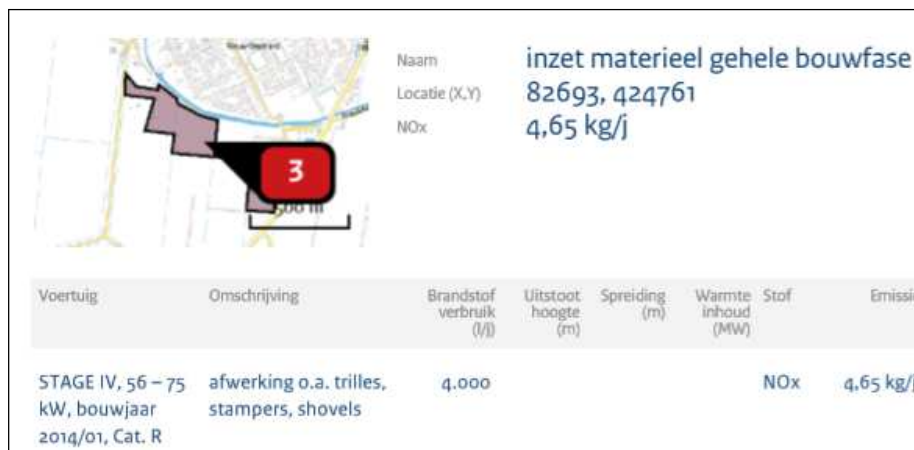 Naam inzet materieel gehele bouwfase
Locatie (X,Y) 82693, 424761
NOx 4,65 kg/j
3
500 m
Voertuig Omschrijving Brandstof verbruik (l/j) Uitstoot hoogte (m) Spreiding (m) Warmte inhoud (MW) Stof Emissi
STAGE IV, 56 – 75 afwerking o.a. trilles, 4.000 NOx 4,65 kg/j
kW, bouwjaar stampers, shovels
2014/01, Cat. R